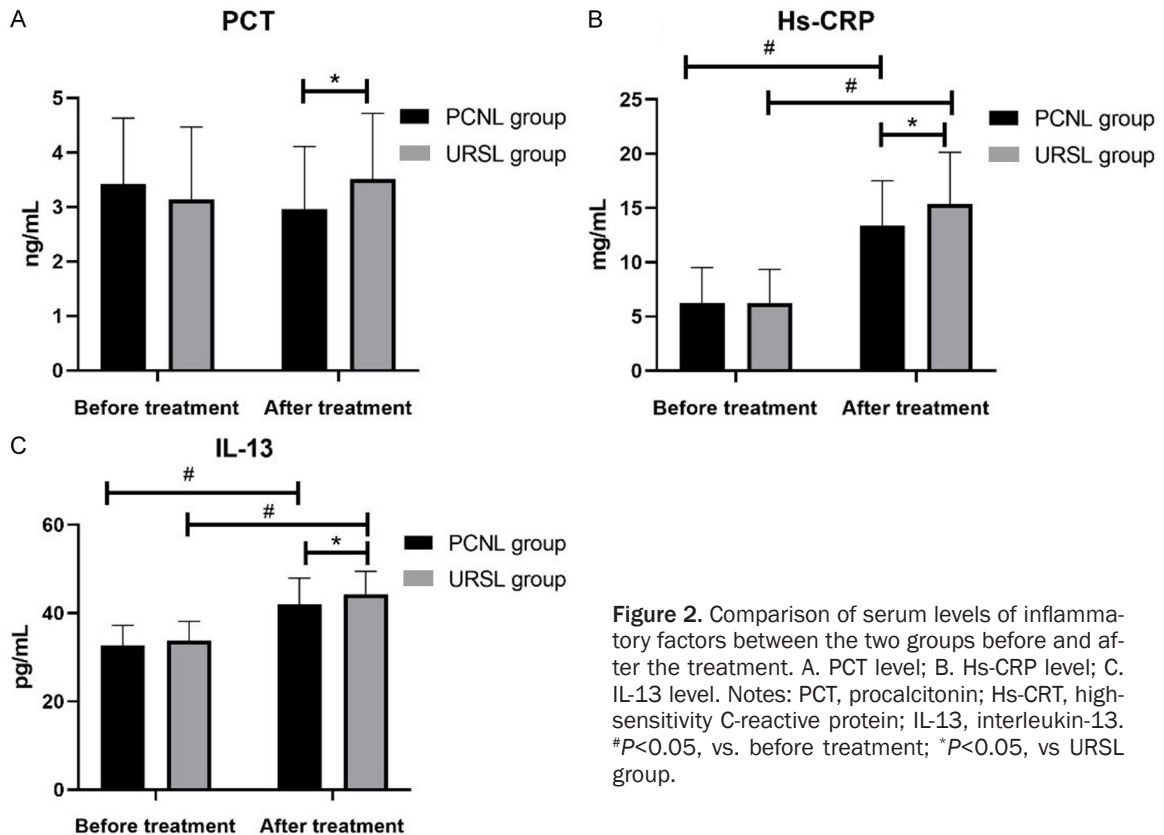 A
PCT
*
5
4
3
2
1
0
ng/mL
PCNL group
URSL group
Before treatment
After treatment
B
Hs-CRP
#
#
*
25
20
15
10
5
0
mg/mL
PCNL group
URSL group
Before treatment
After treatment
C
IL-13
#
#
*
60
40
20
0
pg/mL
PCNL group
URSL group
Before treatment
After treatment
Figure 2. Comparison of serum levels of inflamma-
tory factors between the two groups before and af-
ter the treatment. A. PCT level; B. Hs-CRP level; C.
IL-13 level. Notes: PCT, procalcitonin; Hs-CRT, high-
sensitivity C-reactive protein; IL-13, interleukin-13.
#P<0.05, vs. before treatment; *P<0.05, vs URSL
group.